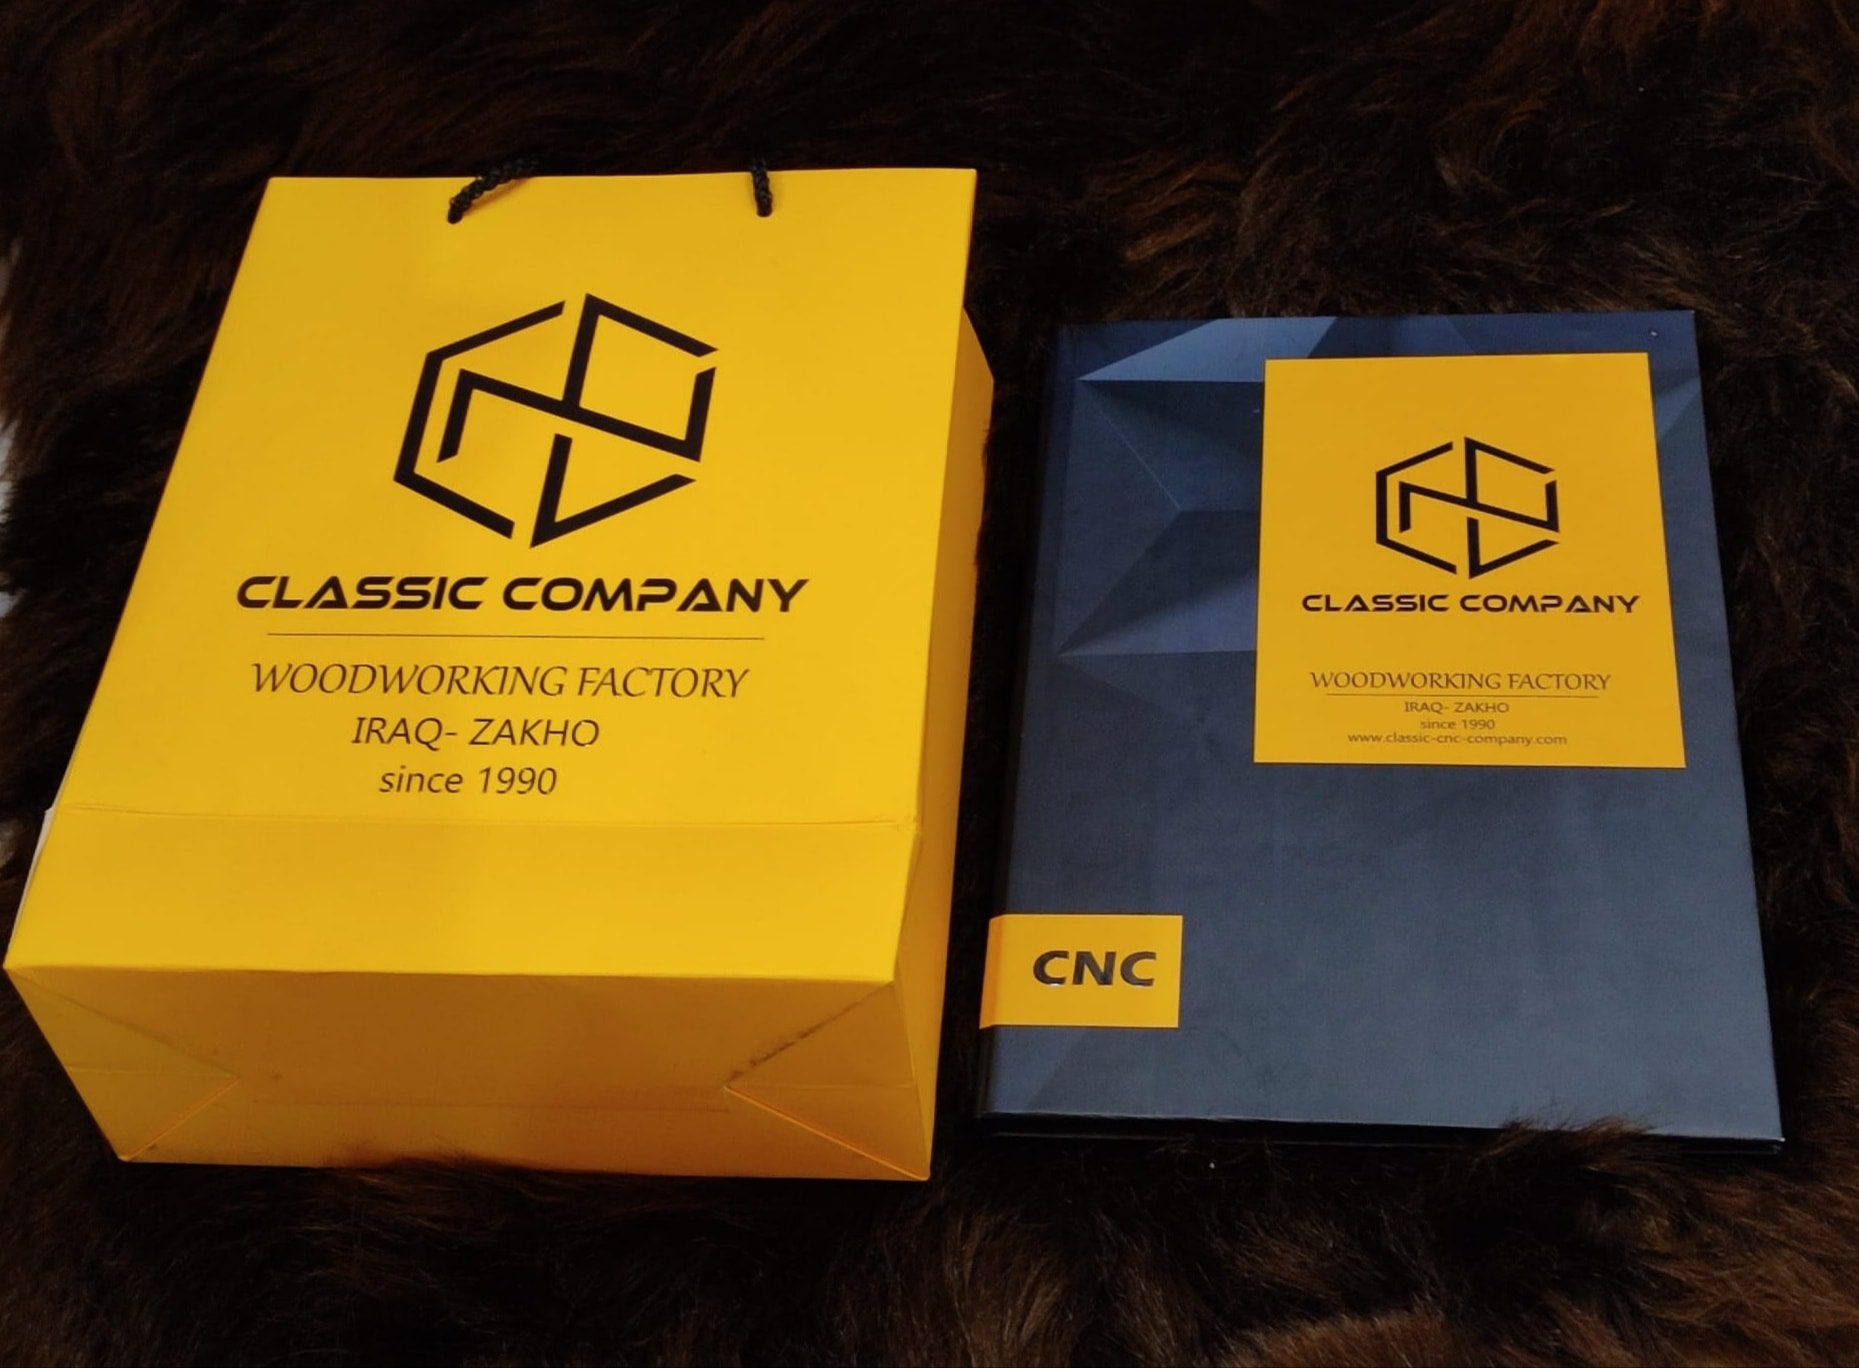 CLASSIC COMPANY
WOODWORKING FACTORY
IRAQ- ZAKHO
since 1990
CLASSIC COMPANY
WOODWORKING FACTORY
IRAQ- ZAKHO
since 1990
www.classic-cnc-company.com
CNC